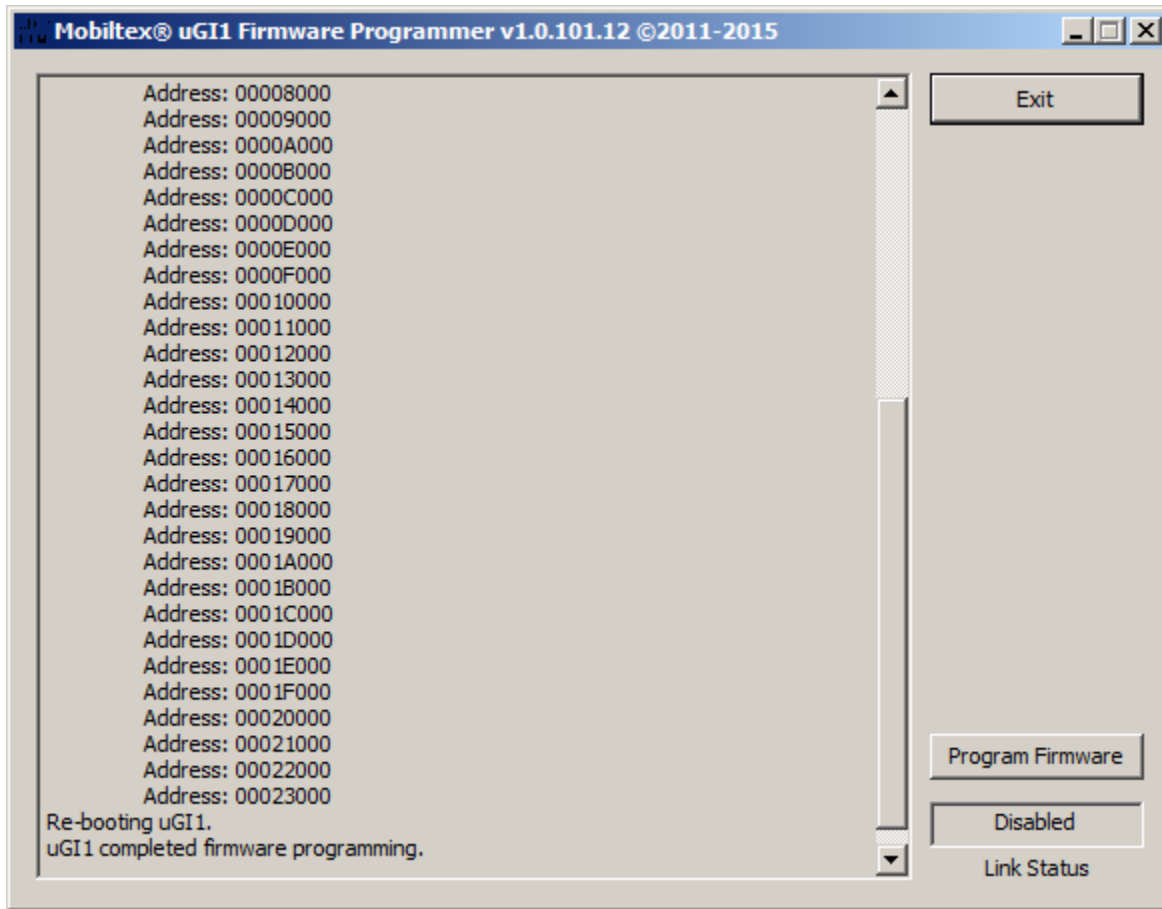 Mobiltex® uGI1 Firmware Programmer v1.0.101.12 ©2011-2015
Address: 00008000
Address: 00009000
Address: 0000A000
Address: 0000B000
Address: 0000C000
Address: 0000D000
Address: 0000E000
Address: 0000F000
Address: 00010000
Address: 00011000
Address: 00012000
Address: 00013000
Address: 00014000
Address: 00015000
Address: 00016000
Address: 00017000
Address: 00018000
Address: 00019000
Address: 0001A000
Address: 0001B000
Address: 0001C000
Address: 0001D000
Address: 0001E000
Address: 0001F000
Address: 00020000
Address: 00021000
Address: 00022000
Address: 00023000
Re-booting uGI1.
uGI1 completed firmware programming.
Exit
Program Firmware
Disabled
Link Status